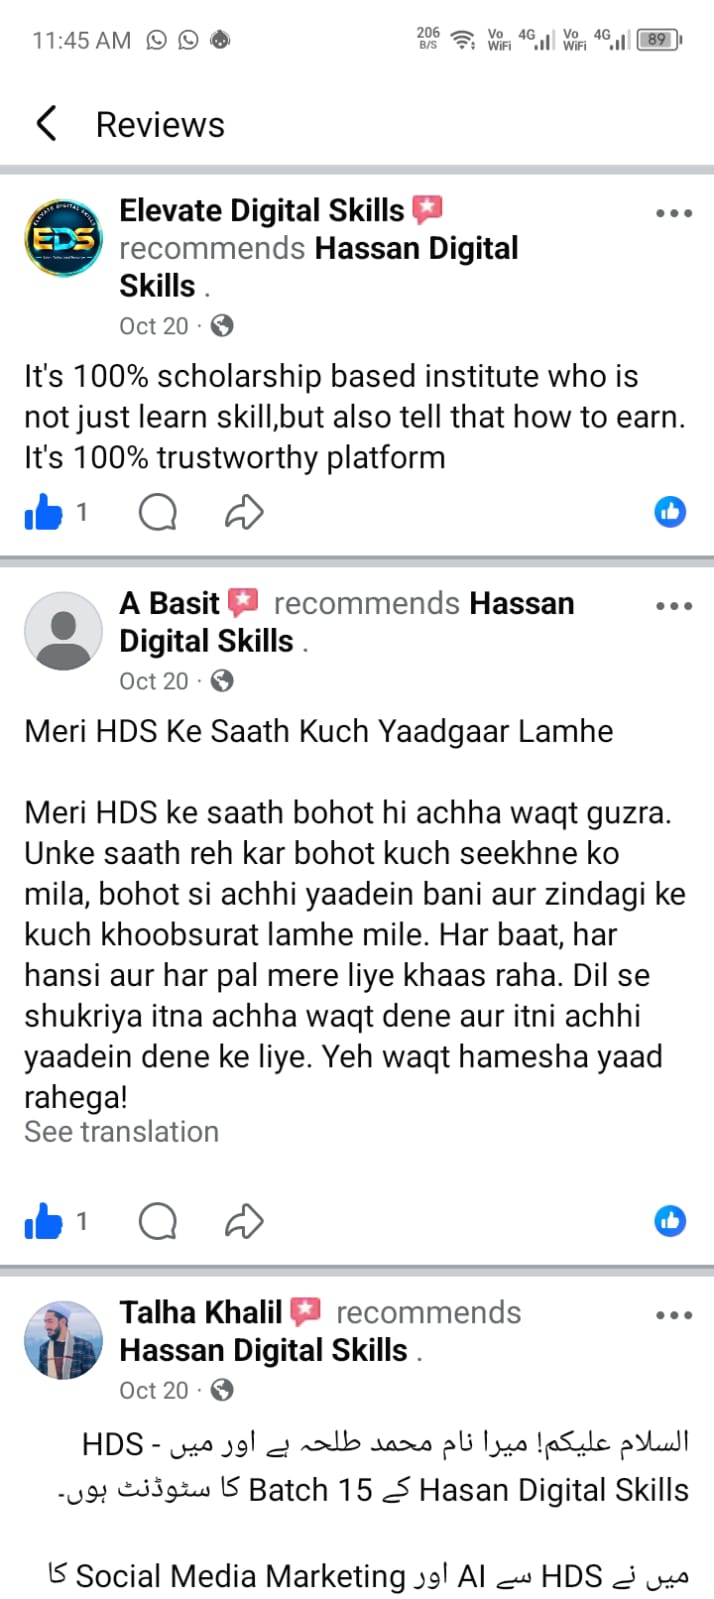 11:45 AM
206 B/S Vo WiFi 4G Vo WiFi 4G 89
Reviews
EDS
Elevate Digital Skills
recommends Hassan Digital
Skills .
Oct 20 ·
It's 100% scholarship based institute who is
not just learn skill,but also tell that how to earn.
It's 100% trustworthy platform
1
A Basit recommends Hassan
Digital Skills .
Oct 20 ·
Meri HDS Ke Saath Kuch Yaadgaar Lamhe
Meri HDS ke saath bohot hi achha waqt guzra.
Unke saath reh kar bohot kuch seekhne ko
mila, bohot si achhi yaadein bani aur zindagi ke
kuch khoobsurat lamhe mile. Har baat, har
hansi aur har pal mere liye khaas raha. Dil se
shukriya itna achha waqt dene aur itni achhi
yaadein dene ke liye. Yeh waqt hamesha yaad
rahega!
See translation
1
Talha Khalil recommends
Hassan Digital Skills .
Oct 20 ·
السلام علیکم! میرا نام محمد طلحہ ہے اور میں - HDS
Hasan Digital Skills کے Batch 15 کا سٹوڈنٹ ہوں۔-
میں نے HDS سے AI اور Social Media Marketing کا